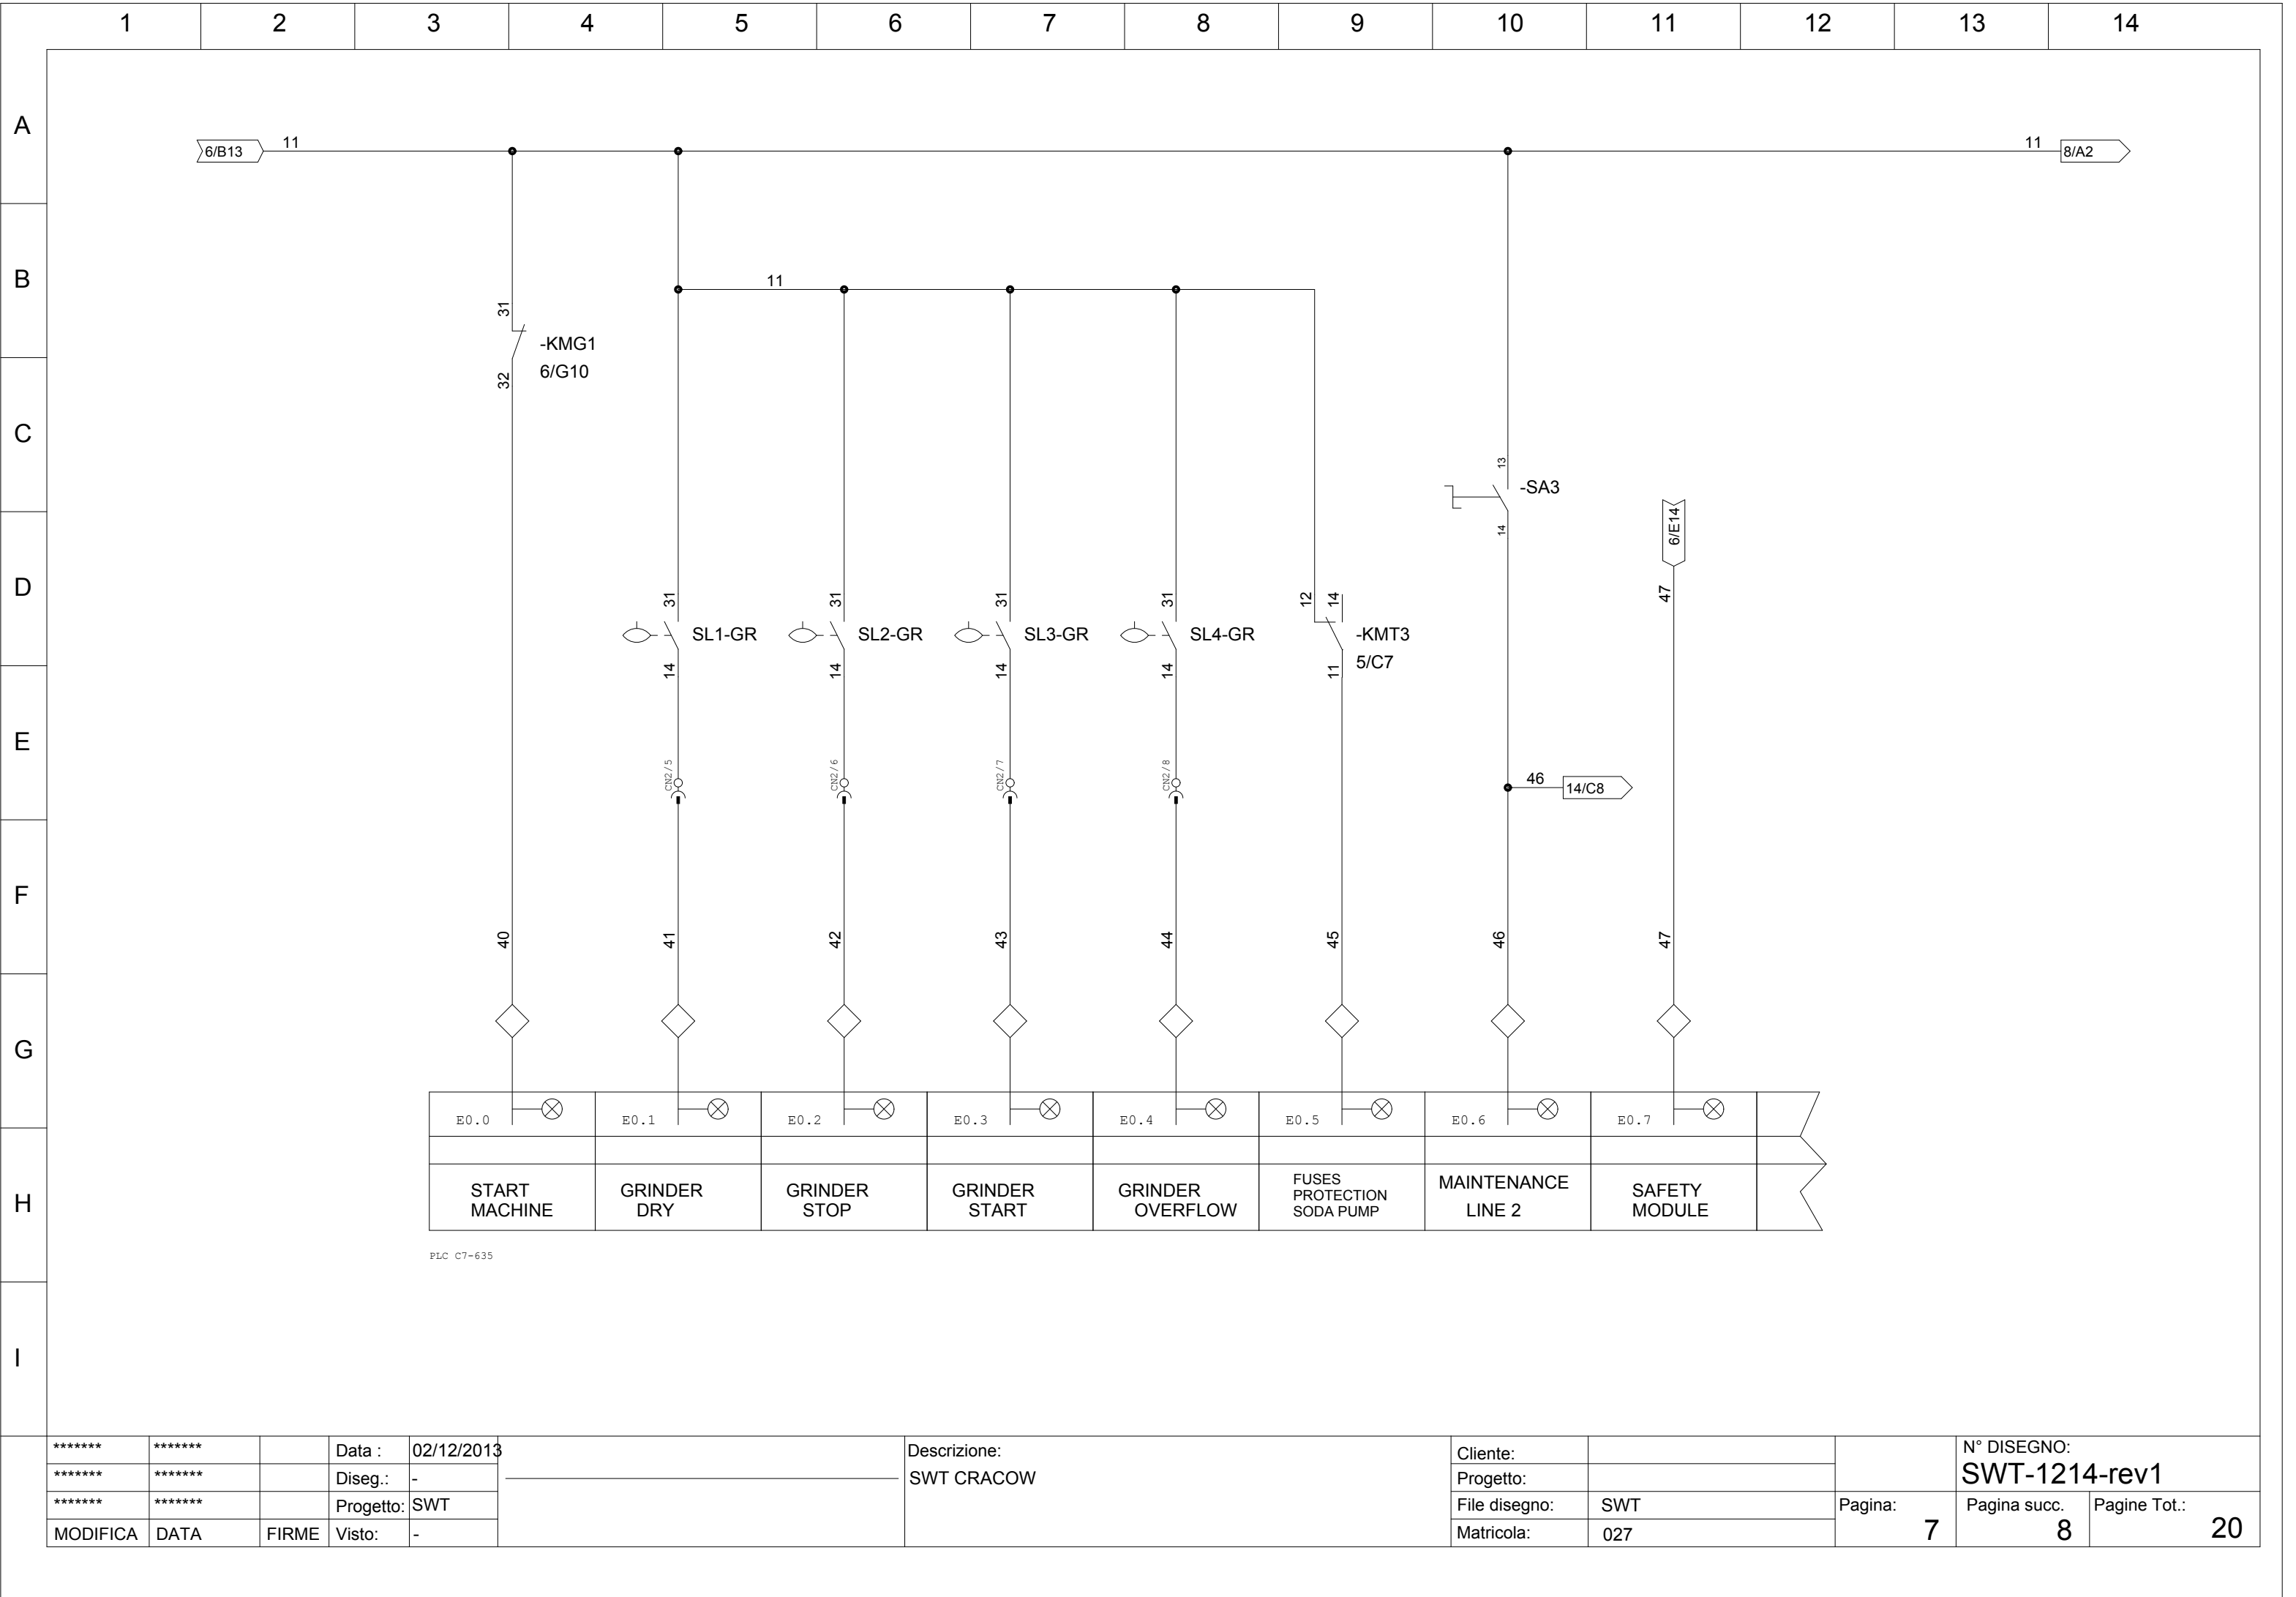 1 2 3 4 5 6 7 8 9 10 11 12 13 14
A
6/B13 11 11 8/A2
B
11
31
-KMG1
32 6/G10
C
13
-SA3
14
6/E14
D
31 31 31 31 12 14 47
SL1-GR SL2-GR SL3-GR SL4-GR -KMT3
14 14 14 14 11 5/C7
E
CN2/5 CN2/6 CN2/7 CN2/8
46 14/C8
F
40 41 42 43 44 45 46 47
G
E0.0 E0.1 E0.2 E0.3 E0.4 E0.5 E0.6 E0.7
H
START
MACHINE
GRINDER
DRY
GRINDER
STOP
GRINDER
START
GRINDER
OVERFLOW
FUSES
PROTECTION
SODA PUMP
MAINTENANCE
LINE 2
SAFETY
MODULE
PLC C7-635
I
******* ******* Data : 02/12/2013
******* ******* Diseg.: -
******* ******* Progetto: SWT
MODIFICA DATA FIRME Visto: -
Descrizione:
SWT CRACOW
Cliente:
Progetto:
File disegno: SWT
Matricola: 027
N° DISEGNO:
SWT-1214-rev1
Pagina: 7
Pagina succ. 8
Pagine Tot.: 20